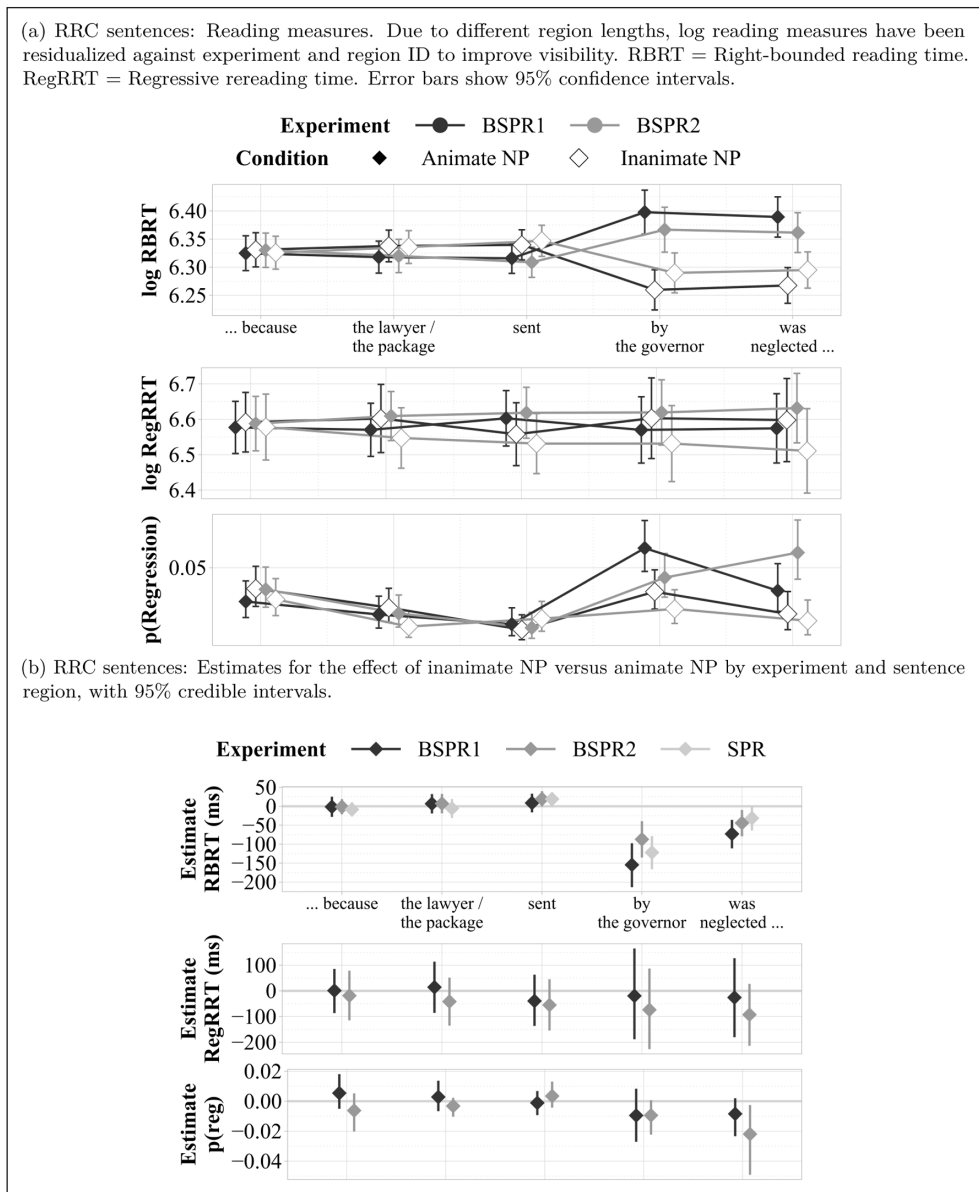 (a) RRC sentences: Reading measures. Due to different region lengths, log reading measures have been
residualized against experiment and region ID to improve visibility. RBRT = Right-bounded reading time.
RegRRT = Regressive rereading time. Error bars show 95% confidence intervals.
Experiment BSPR1 BSPR2
Condition Animate NP Inanimate NP
log RBRT
6.40
6.35
6.30
6.25
... because the lawyer / the package sent by the governor was neglected ...
log RegRRT
6.7
6.6
6.5
6.4
p(Regression)
0.05
(b) RRC sentences: Estimates for the effect of inanimate NP versus animate NP by experiment and sentence
region, with 95% credible intervals.
Experiment BSPR1 BSPR2 SPR
Estimate
RBRT (ms)
50
0
−50
−100
−150
−200
... because the lawyer / the package sent by the governor was neglected ...
Estimate
RegRRT (ms)
100
0
−100
−200
Estimate
p(reg)
0.02
0.00
−0.02
−0.04